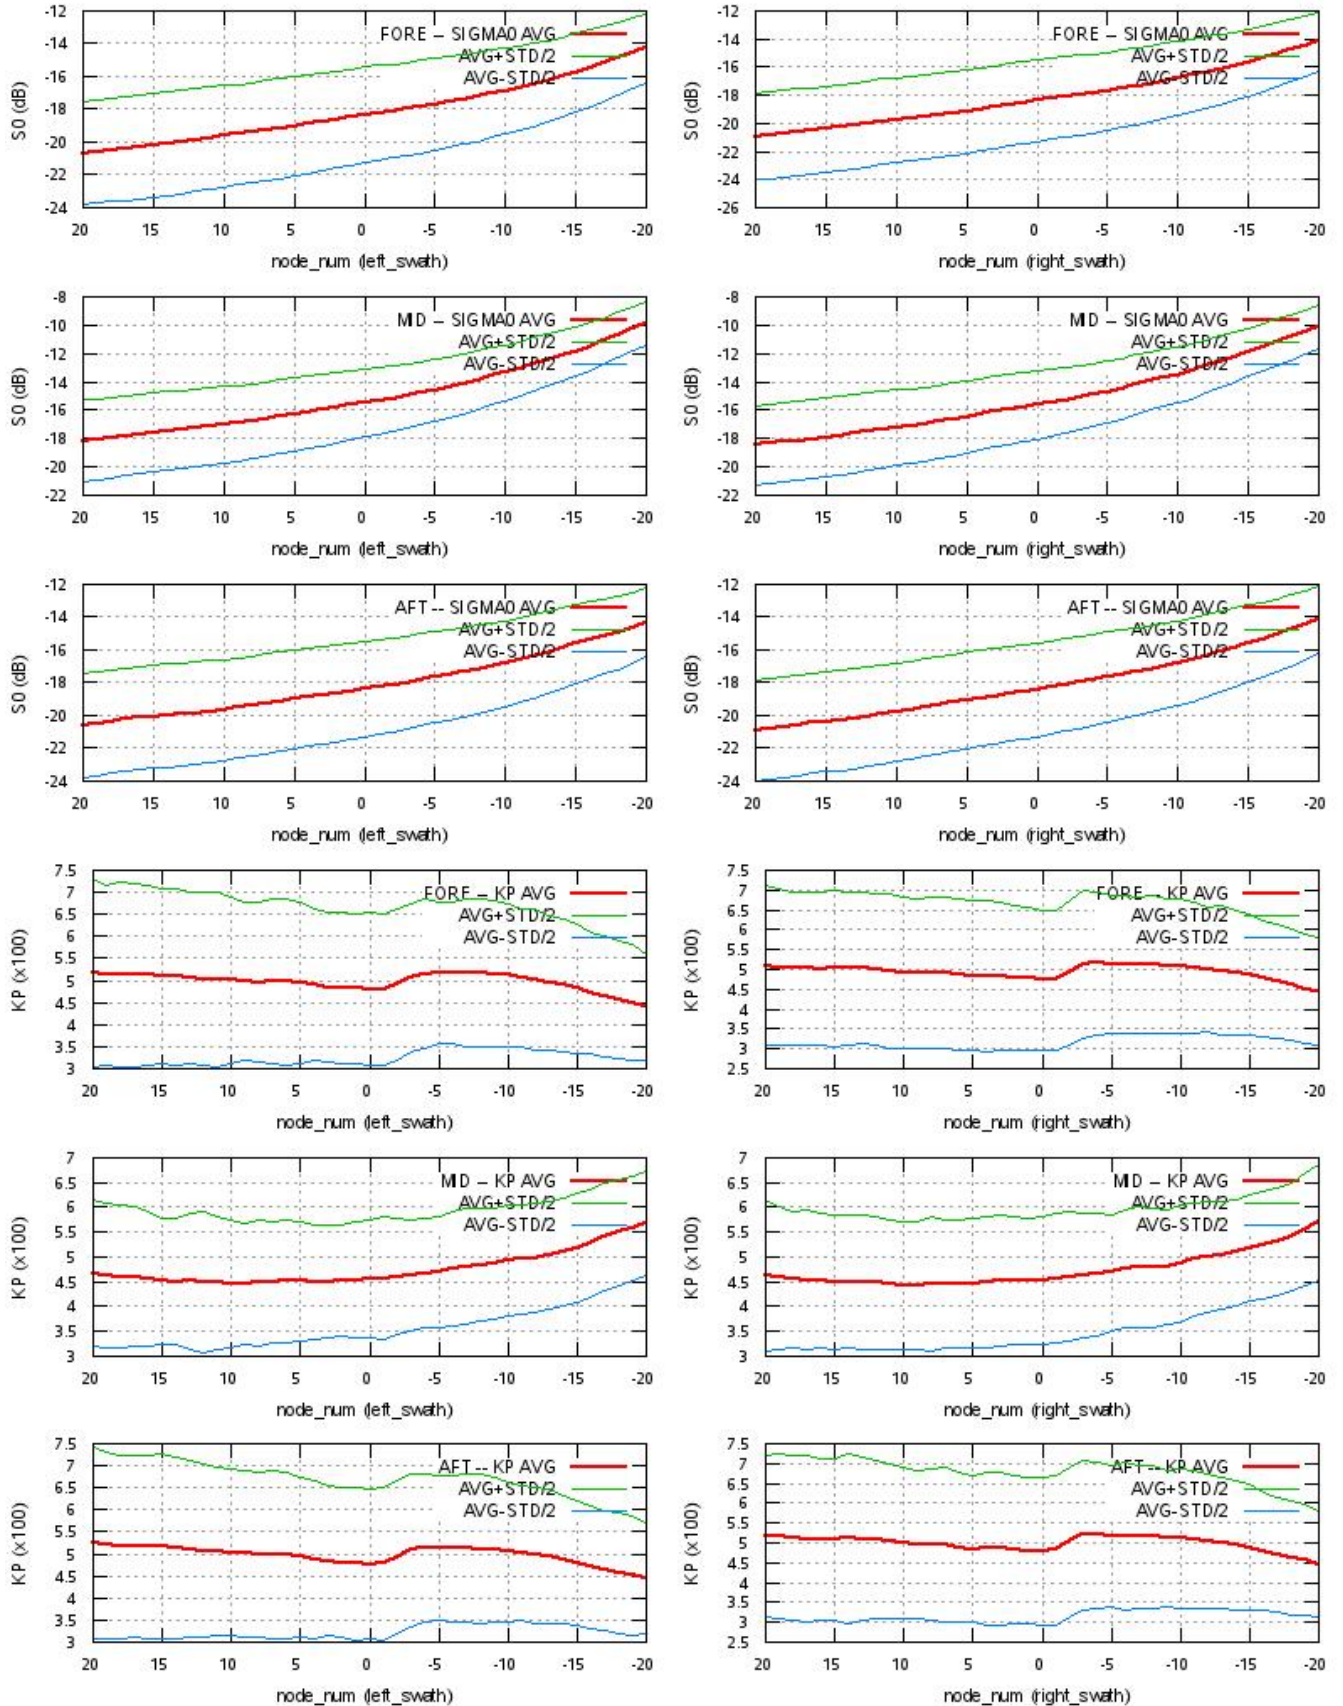 -12
-14
-16
-18
-20
-22
-24
S0 (dB)
FORE -- SIGMA0 AVG
AVG+STD/2
AVG-STD/2
20 15 10 5 0 -5 -10 -15 -20
node_num (left_swath)
-12
-14
-16
-18
-20
-22
-24
-26
S0 (dB)
FORE -- SIGMA0 AVG
AVG+STD/2
AVG-STD/2
20 15 10 5 0 -5 -10 -15 -20
node_num (right_swath)
-8
-10
-12
-14
-16
-18
-20
-22
S0 (dB)
MID -- SIGMA0 AVG
AVG+STD/2
AVG-STD/2
20 15 10 5 0 -5 -10 -15 -20
node_num (left_swath)
-8
-10
-12
-14
-16
-18
-20
-22
S0 (dB)
MID -- SIGMA0 AVG
AVG+STD/2
AVG-STD/2
20 15 10 5 0 -5 -10 -15 -20
node_num (right_swath)
-12
-14
-16
-18
-20
-22
-24
S0 (dB)
AFT -- SIGMA0 AVG
AVG+STD/2
AVG-STD/2
20 15 10 5 0 -5 -10 -15 -20
node_num (left_swath)
-12
-14
-16
-18
-20
-22
-24
S0 (dB)
AFT -- SIGMA0 AVG
AVG+STD/2
AVG-STD/2
20 15 10 5 0 -5 -10 -15 -20
node_num (right_swath)
7.5
7
6.5
6
5.5
5
4.5
4
3.5
3
KP (x100)
FORE -- KP AVG
AVG+STD/2
AVG-STD/2
20 15 10 5 0 -5 -10 -15 -20
node_num (left_swath)
7.5
7
6.5
6
5.5
5
4.5
4
3.5
3
2.5
KP (x100)
FORE -- KP AVG
AVG+STD/2
AVG-STD/2
20 15 10 5 0 -5 -10 -15 -20
node_num (right_swath)
7
6.5
6
5.5
5
4.5
4
3.5
3
KP (x100)
MID -- KP AVG
AVG+STD/2
AVG-STD/2
20 15 10 5 0 -5 -10 -15 -20
node_num (left_swath)
7
6.5
6
5.5
5
4.5
4
3.5
3
KP (x100)
MID -- KP AVG
AVG+STD/2
AVG-STD/2
20 15 10 5 0 -5 -10 -15 -20
node_num (right_swath)
7.5
7
6.5
6
5.5
5
4.5
4
3.5
3
KP (x100)
AFT -- KP AVG
AVG+STD/2
AVG-STD/2
20 15 10 5 0 -5 -10 -15 -20
node_num (left_swath)
7.5
7
6.5
6
5.5
5
4.5
4
3.5
3
2.5
KP (x100)
AFT -- KP AVG
AVG+STD/2
AVG-STD/2
20 15 10 5 0 -5 -10 -15 -20
node_num (right_swath)